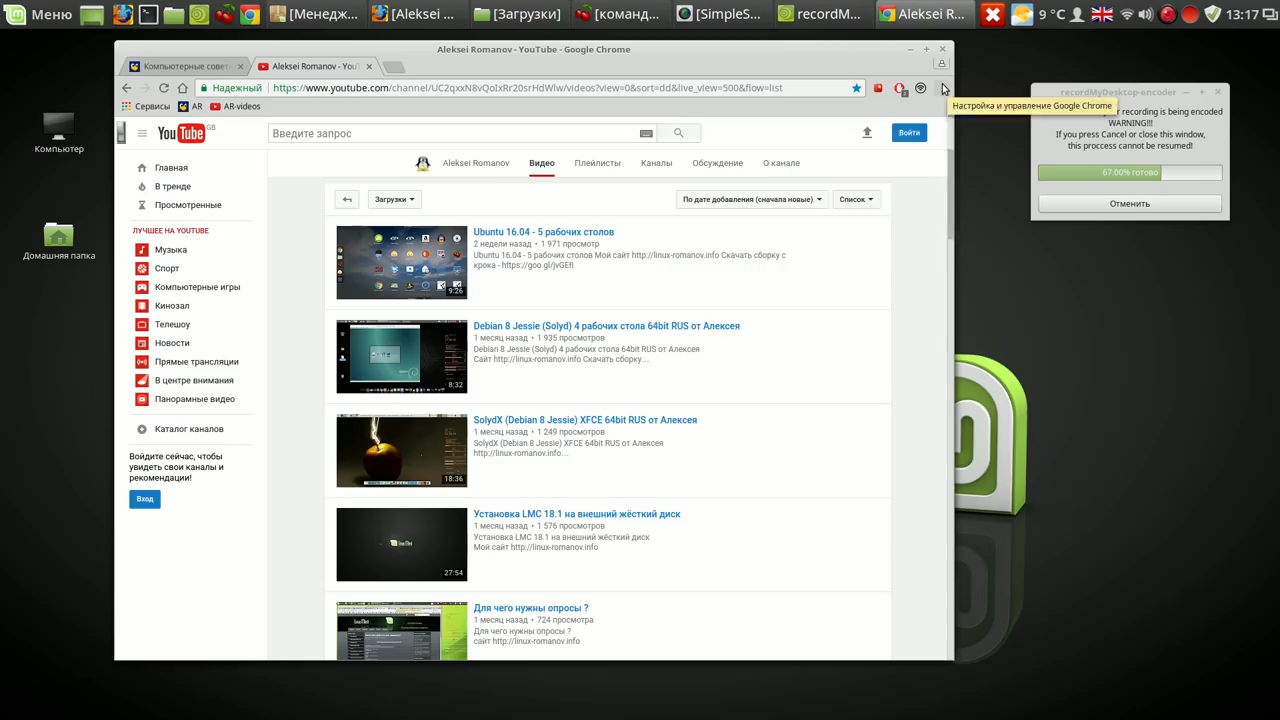 Меню
[Менедж...
[Aleksei ...
[Загрузки]
[команд...
[SimpleS...
recordM...
Aleksei R...
9 °C
13:17
Компьютер
Домашняя папка
Aleksei Romanov - YouTube - Google Chrome
Компьютерные совет
Aleksei Romanov - You
Надежный
https://www.youtube.com/channel/UC2qxxN8vQoIxRr20srHdWlw/videos?view=0&sort=dd&live_view=500&flow=list
Настройка и управление Google Chrome
Сервисы
AR
AR-videos
YouTube
GB
Введите запрос
Войти
Главная
В тренде
Просмотренные
ЛУЧШЕЕ НА YOUTUBE
Музыка
Спорт
Компьютерные игры
Кинозал
Телешоу
Новости
Прямые трансляции
В центре внимания
Панорамные видео
Каталог каналов
Войдите сейчас, чтобы
увидеть свои каналы и
рекомендации!
Вход
Aleksei Romanov
Видео
Плейлисты
Каналы
Обсуждение
О канале
Загрузки
По дате добавления (сначала новые)
Список
Ubuntu 16.04 - 5 рабочих столов
2 недели назад • 1 971 просмотр
Ubuntu 16.04 - 5 рабочих столов Мой сайт http://linux-romanov.info Скачать сборку с
крока - https://goo.gl/jvGEfl
9:26
Debian 8 Jessie (Solyd) 4 рабочих стола 64bit RUS от Алексея
1 месяц назад • 1 935 просмотров
Debian 8 Jessie (Solyd) 4 рабочих стола 64bit RUS от Алексея
Сайт http://linux-romanov.info Скачать сборку...
8:32
SolydX (Debian 8 Jessie) XFCE 64bit RUS от Алексея
1 месяц назад • 1 249 просмотров
SolydX (Debian 8 Jessie) XFCE 64bit RUS от Алексея
http://linux-romanov.info...
18:36
Установка LMC 18.1 на внешний жёсткий диск
1 месяц назад • 1 576 просмотров
Установка LMC 18.1 на внешний жёсткий диск
Мой сайт http://linux-romanov.info
27:54
Для чего нужны опросы ?
1 месяц назад • 724 просмотра
Для чего нужны опросы ?
сайт http://linux-romanov.info
recordMyDesktop-encoder
recording is being encoded
WARNING!!!
If you press Cancel or close this window,
this proccess cannot be resumed!
67.00% готово
Отменить